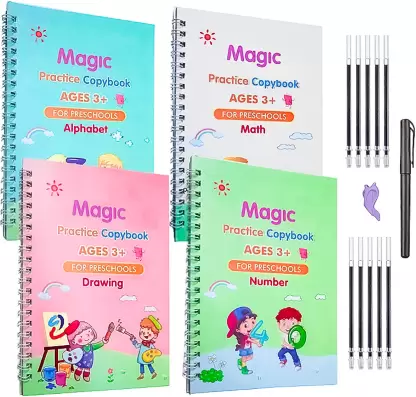 Magic
Practice Copybook
AGES 3+
FOR PRESCHOOLS
Alphabet
Magic
Practice Copybook
AGES 3+
FOR PRESCHOOLS
Math
Magic
Practice Copybook
AGES 3+
FOR PRESCHOOLS
Drawing
Magic
Practice Copybook
AGES 3+
FOR PRESCHOOLS
Number